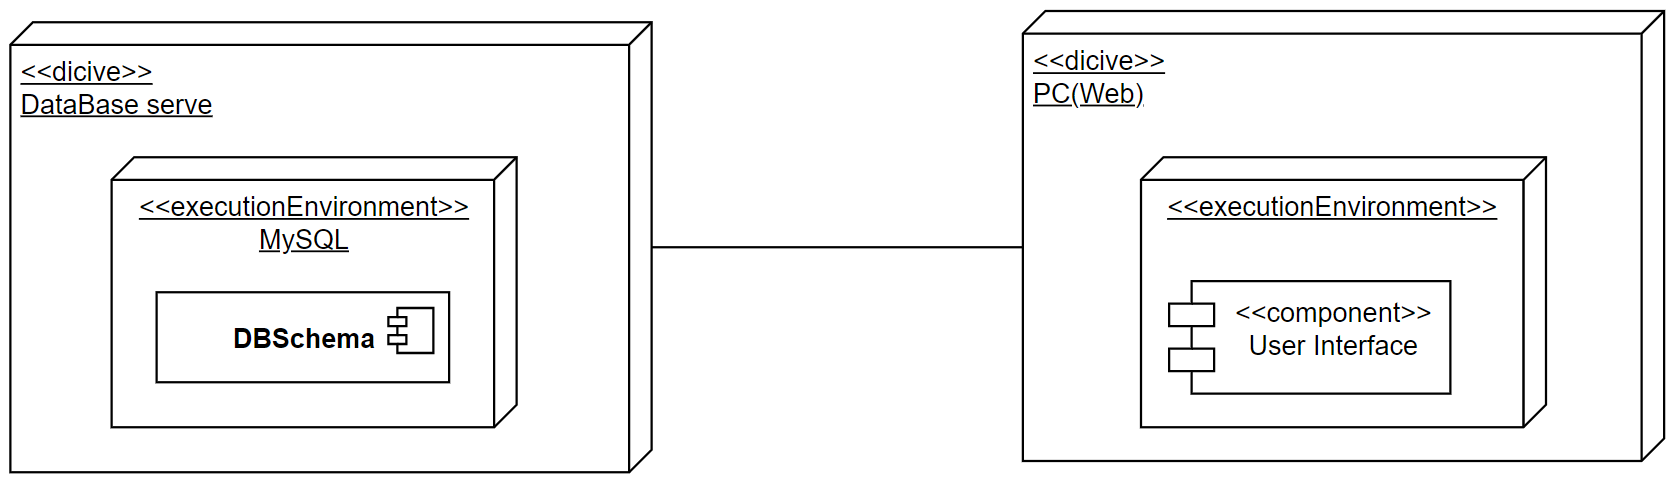 <<dicive>>
DataBase serve
<<executionEnvironment>>
MySQL
DBSchema
<<dicive>>
PC(Web)
<<executionEnvironment>>
<<component>>
User Interface